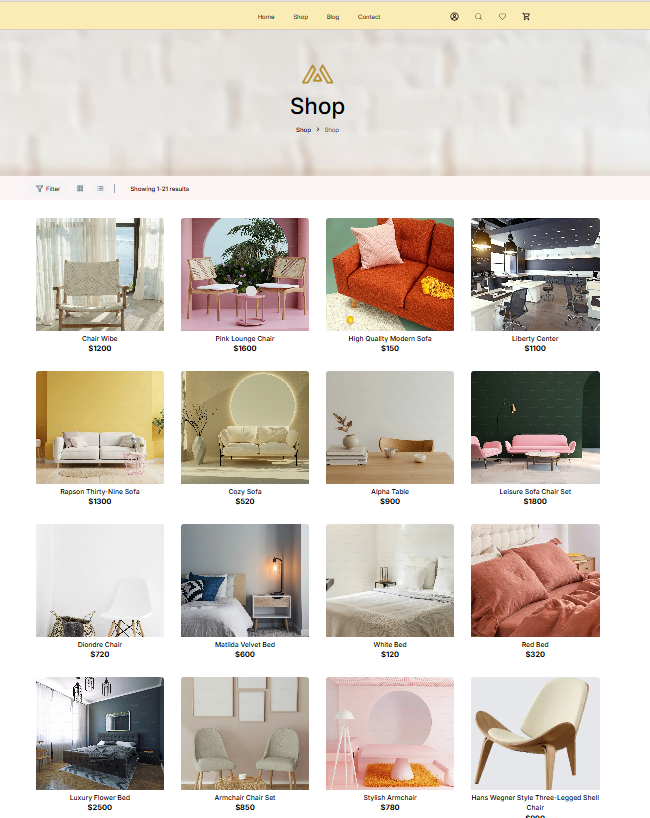 Home Shop Blog Contact
Shop
Shop > Shop
Filter
Showing 1-21 results
Chair Wibe Pink Lounge Chair High Quality Modern Sofa Liberty Center
$1200 $1600 $150 $1100
Rapson Thirty-Nine Sofa Cozy Sofa Alpha Table Leisure Sofa Chair Set
$1300 $520 $900 $1800
Diondre Chair Matilda Velvet Bed White Bed Red Bed
$720 $600 $120 $320
Luxury Flower Bed Armchair Chair Set Stylish Armchair Hans Wegner Style Three-Legged Shell
Chair
$2500 $850 $780